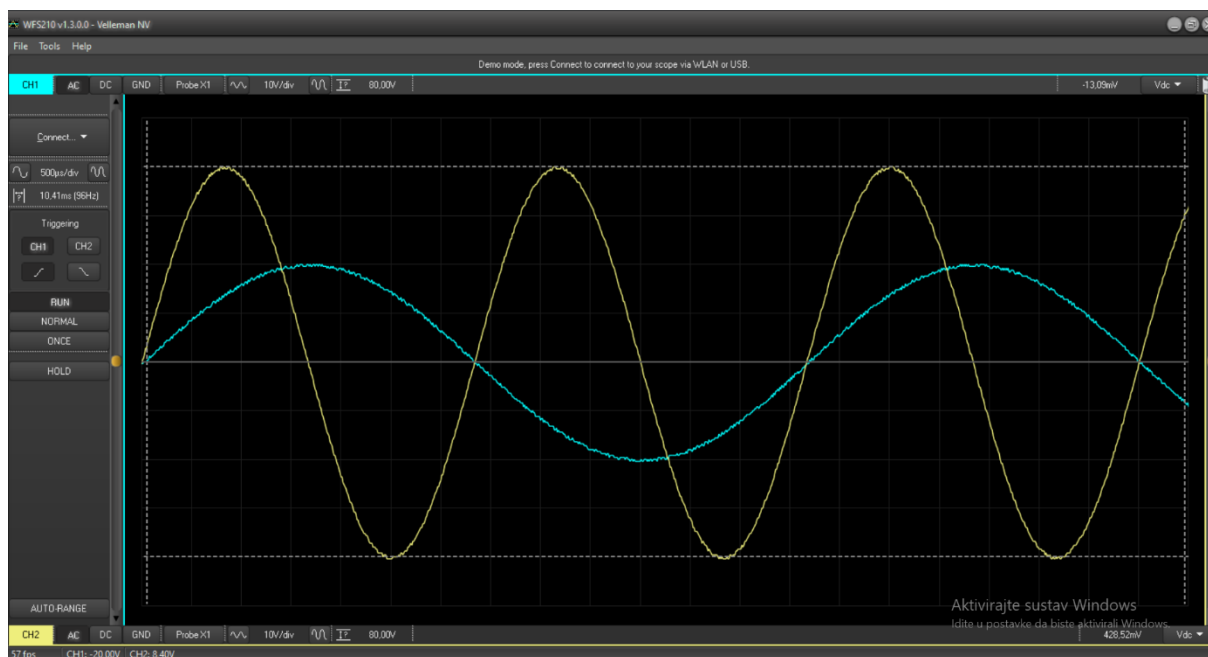 WFS210 v1.3.0.0 - Velleman NV
File Tools Help
Demo mode, press Connect to connect to your scope via WLAN or USB.
CH1 AC DC GND Probe X1 10V/div 80,00V -13,09mV Vdc
Connect...
500µs/div
10.41ms (96Hz)
Triggering
CH1 CH2
RUN
NORMAL
ONCE
HOLD
AUTO-RANGE
Aktivirajte sustav Windows
Idite u postavke da biste aktivirali Windows.
CH2 AC DC GND Probe X1 10V/div 80,00V 428,52mV Vdc
57 fps CH1: -20.00V CH2: 8.40V